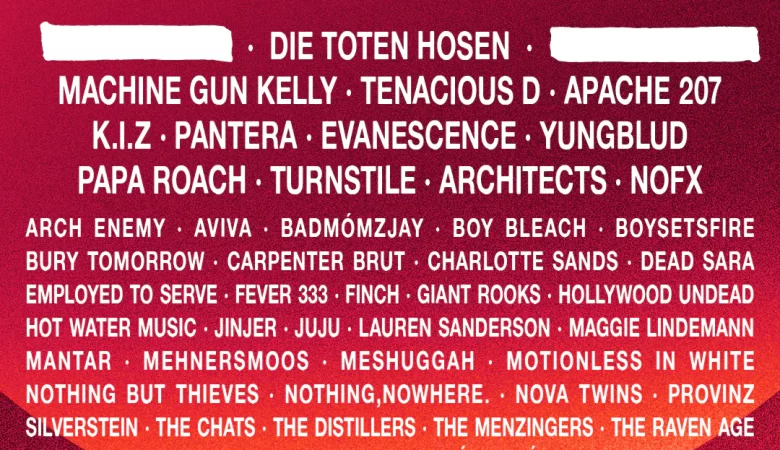 · DIE TOTEN HOSEN ·
MACHINE GUN KELLY · TENACIOUS D · APACHE 207
K.I.Z · PANTERA · EVANESCENCE · YUNGBLUD
PAPA ROACH · TURNSTILE · ARCHITECTS · NOFX
ARCH ENEMY · AVIVA · BADMÓMZJAY · BOY BLEACH · BOYSETSFIRE
BURY TOMORROW · CARPENTER BRUT · CHARLOTTE SANDS · DEAD SARA
EMPLOYED TO SERVE · FEVER 333 · FINCH · GIANT ROOKS · HOLLYWOOD UNDEAD
HOT WATER MUSIC · JINJER · JUJU · LAUREN SANDERSON · MAGGIE LINDEMANN
MANTAR · MEHNERSMOOS · MESHUGGAH · MOTIONLESS IN WHITE
NOTHING BUT THIEVES · NOTHING,NOWHERE. · NOVA TWINS · PROVINZ
SILVERSTEIN · THE CHATS · THE DISTILLERS · THE MENZINGERS · THE RAVEN AGE